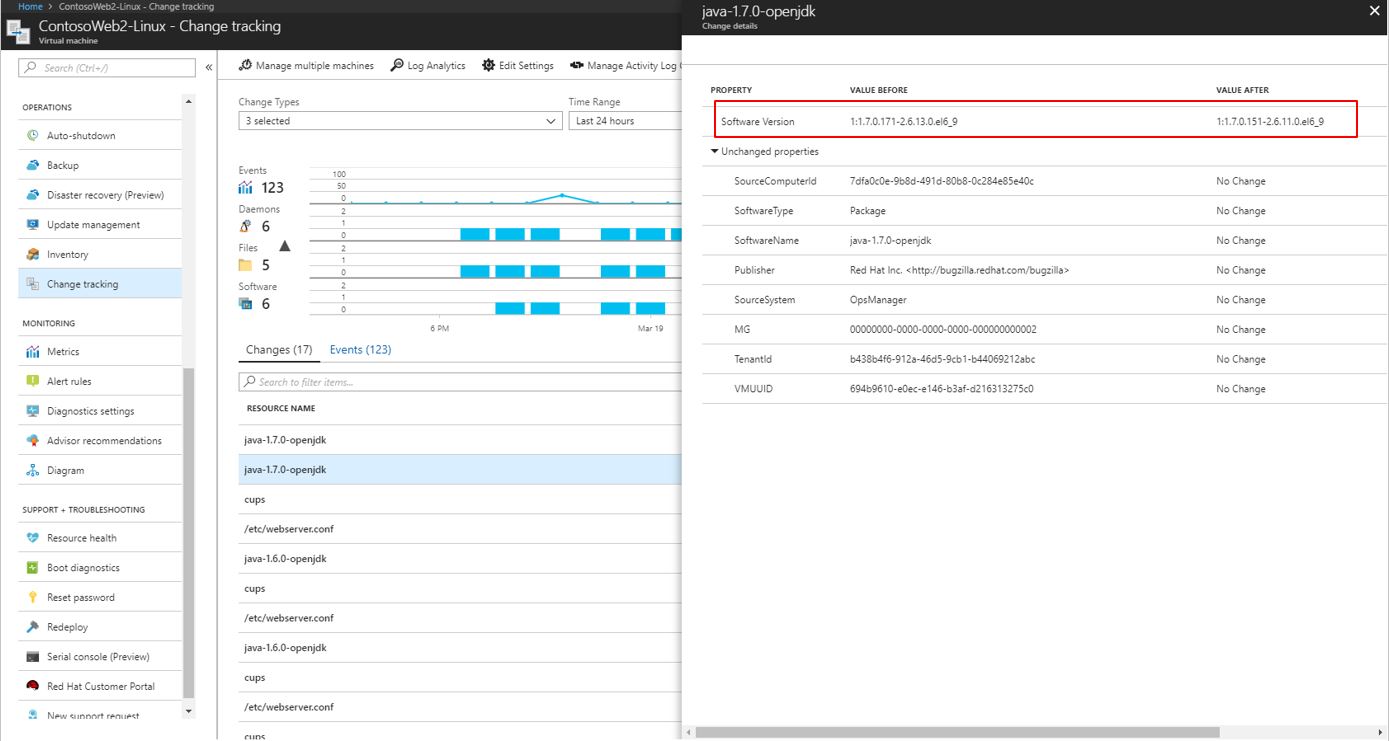 Home > ContosoWeb2-Linux - Change tracking
ContosoWeb2-Linux - Change tracking
Virtual machine
Search (Ctrl+/)
«
OPERATIONS
Auto-shutdown
Backup
Disaster recovery (Preview)
Update management
Inventory
Change tracking
MONITORING
Metrics
Alert rules
Diagnostics settings
Advisor recommendations
Diagram
SUPPORT + TROUBLESHOOTING
Resource health
Boot diagnostics
Reset password
Redeploy
Serial console (Preview)
Red Hat Customer Portal
New support request
Manage multiple machines Log Analytics Edit Settings Manage Activity Log
Change Types Time Range
3 selected Last 24 hours
Events
123
Daemons
6
Files
5
Software
6
100
50
0
2
1
0
2
1
0
2
1
0
6 PM Mar 19
Changes (17) Events (123)
Search to filter items...
RESOURCE NAME
java-1.7.0-openjdk
java-1.7.0-openjdk
cups
/etc/webserver.conf
java-1.6.0-openjdk
cups
/etc/webserver.conf
java-1.6.0-openjdk
cups
/etc/webserver.conf
cups
java-1.7.0-openjdk
Change details
PROPERTY VALUE BEFORE VALUE AFTER
Software Version 1:1.7.0.171-2.6.13.0.el6_9 1:1.7.0.151-2.6.11.0.el6_9
Unchanged properties
SourceComputerId 7dfa0c0e-9b8d-491d-80b8-0c284e85e40c No Change
SoftwareType Package No Change
SoftwareName java-1.7.0-openjdk No Change
Publisher Red Hat Inc. <http://bugzilla.redhat.com/bugzilla> No Change
SourceSystem OpsManager No Change
MG 00000000-0000-0000-0000-000000000002 No Change
TenantId b438b4f6-912a-46d5-9cb1-b44069212abc No Change
VMUUID 694b9610-e0ec-e146-b3af-d216313275c0 No Change